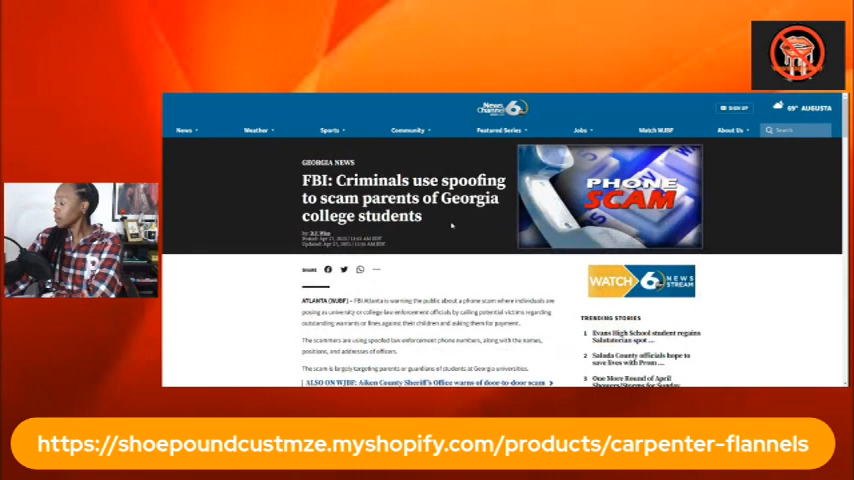 News
Channel 6
SIGN UP
69° AUGUSTA
News
Weather
Sports
Community
Featured Series
Jobs
Watch WJBF
About Us
Search
GEORGIA NEWS
FBI: Criminals use spoofing
to scam parents of Georgia
college students
PHONE
SCAM
SHARE
WATCH 6 NEWS
STREAM
ATLANTA (WJBF) – FBI Atlanta is warning the public about a phone scam where individuals are
posing as university or college law enforcement officials by calling potential victims regarding
outstanding warrants or fines against their children and asking them for payment.
The scammers are using spoofed law enforcement phone numbers, along with the names,
positions, and addresses of officers.
The scam is largely targeting parents or guardians of students at Georgia universities.
ALSO ON WJBF: Aiken County Sheriff's Office warns of door-to-door scam
TRENDING STORIES
1 Evans High School student regains
Salutatorian spot ....
2 Saluda County officials hope to
save lives with Prom ....
3 One More Round of April
Showers/Storms for Sunday
https://shoepoundcustmze.myshopify.com/products/carpenter-flannels